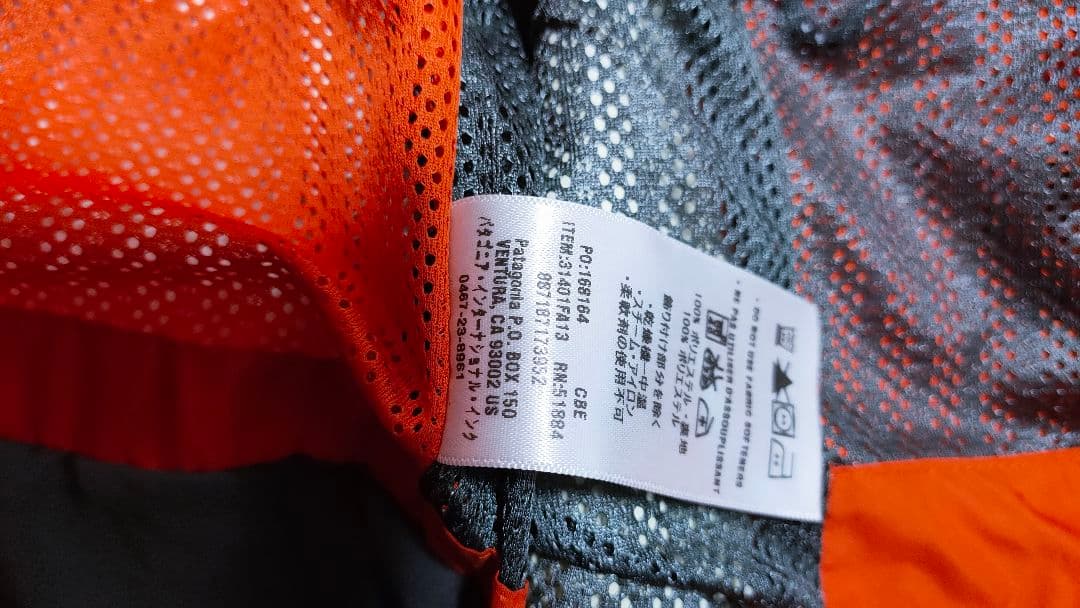 • DO NOT USE FABRIC SOFTENERS
• NE PAS UTILISER D'ASSOUPLISSANT
100% ポリエステル・裏地
100% ポリエステル
飾り付け部分を除く
・乾燥機－中温
・スチーム・アイロン
・柔軟剤の使用不可
PO:168164 CBE
ITEM:31401FA13 RN:51884
887187173952
Patagonia P.O. BOX 150
VENTURA, CA 93002 US
パタゴニア・インターナショナル・インク
0467-23-8961